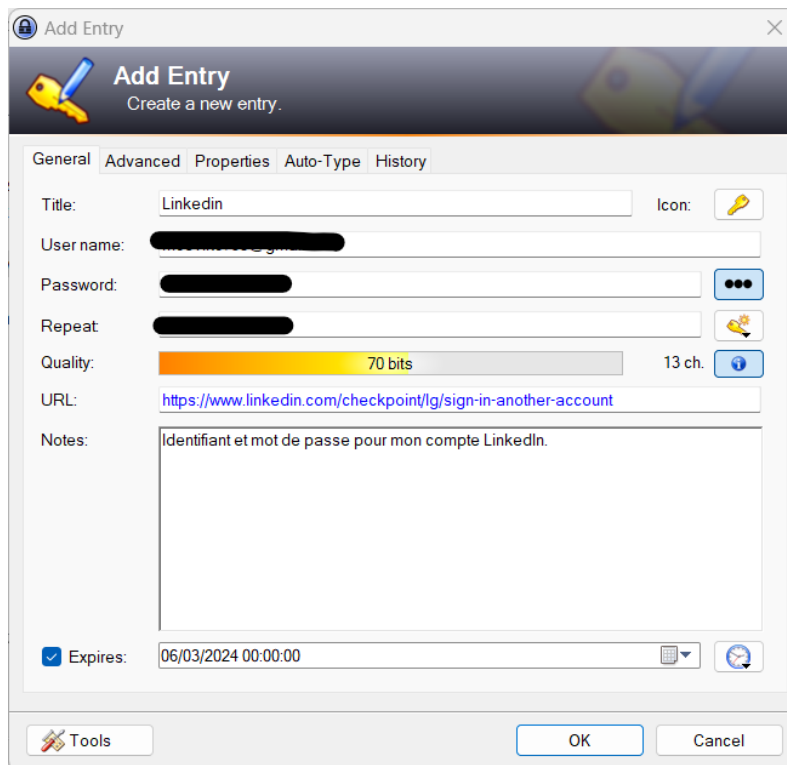 Add Entry
Add Entry
Create a new entry.
General Advanced Properties Auto-Type History
Title: Linkedin Icon:
User name:
Password:
Repeat:
Quality: 70 bits 13 ch.
URL: https://www.linkedin.com/checkpoint/lg/sign-in-another-account
Notes: Identifiant et mot de passe pour mon compte LinkedIn.
Expires: 06/03/2024 00:00:00
Tools OK Cancel